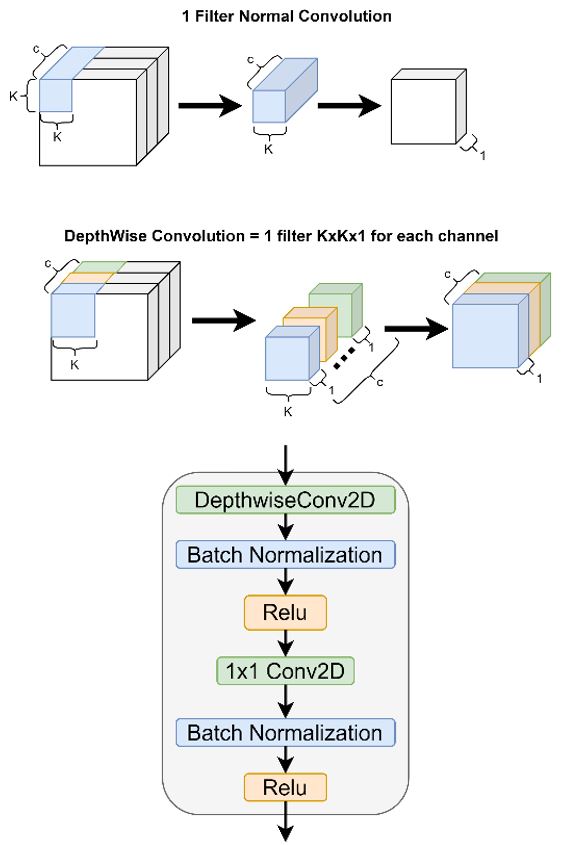 1 Filter Normal Convolution
c
K
K
K
1
DepthWise Convolution = 1 filter KxKx1 for each channel
c
K
K
1
1
c
c
1
DepthwiseConv2D
Batch Normalization
Relu
1x1 Conv2D
Batch Normalization
Relu